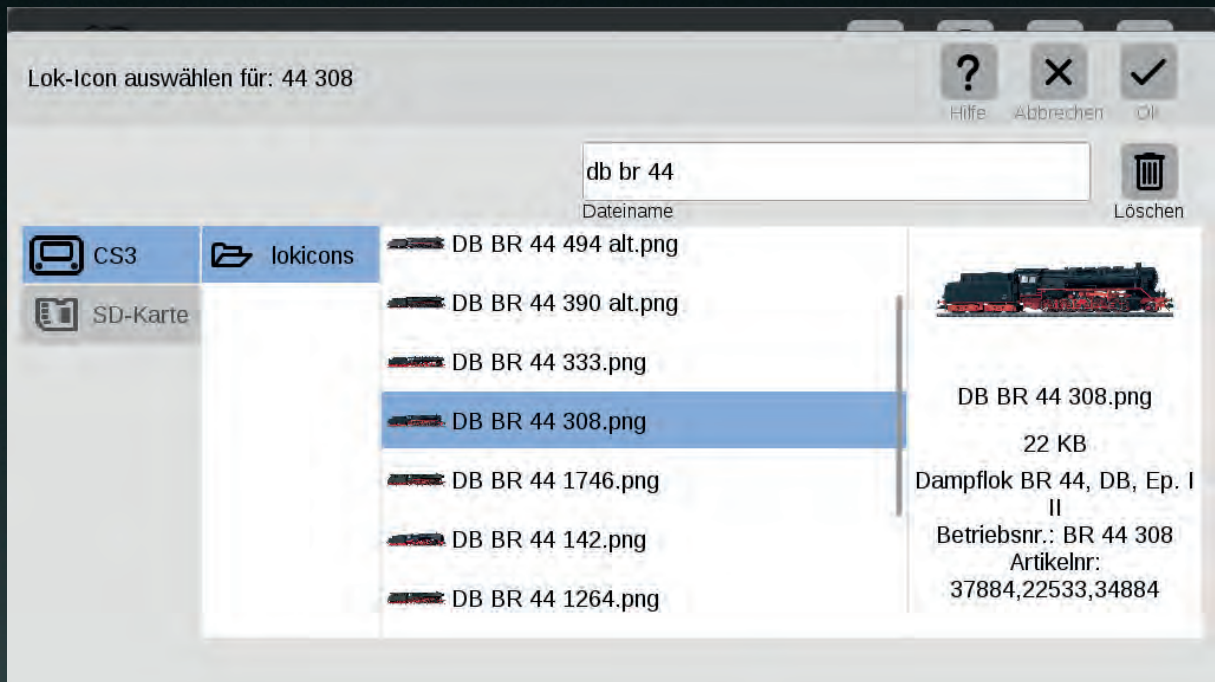 Lok-Icon auswählen für: 44 308
?
Hilfe
Abbrechen
Ok
db br 44
Dateiname
Löschen
CS3
SD-Karte
lokicons
DB BR 44 494 alt.png
DB BR 44 390 alt.png
DB BR 44 333.png
DB BR 44 308.png
DB BR 44 1746.png
DB BR 44 142.png
DB BR 44 1264.png
DB BR 44 308.png
22 KB
Dampflok BR 44, DB, Ep. I
II
Betriebsnr.: BR 44 308
Artikelnr:
37884,22533,34884